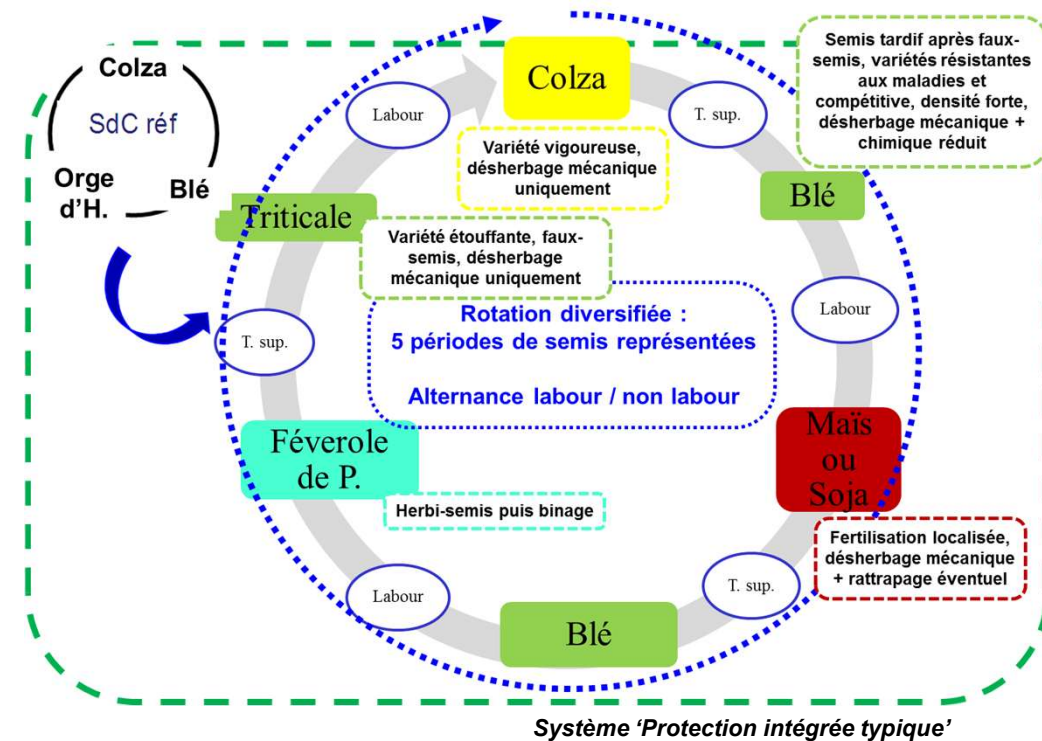 Colza
SdC réf
Orge
d'H.
Blé
Labour
Colza
T. sup.
Semis tardif après faux-
semis, variétés résistantes
aux maladies et
compétitive, densité forte,
désherbage mécanique +
chimique réduit
Variété vigoureuse,
désherbage mécanique
uniquement
Blé
Triticale
Variété étouffante, faux-
semis, désherbage
mécanique uniquement
Rotation diversifiée :
5 périodes de semis représentées
Alternance labour / non labour
T. sup.
Labour
Féverole
de P.
Maïs
ou
Soja
Herbi-semis puis binage
Fertilisation localisée,
désherbage mécanique
+ rattrapage éventuel
Labour
T. sup.
Blé
Système ‘Protection intégrée typique’